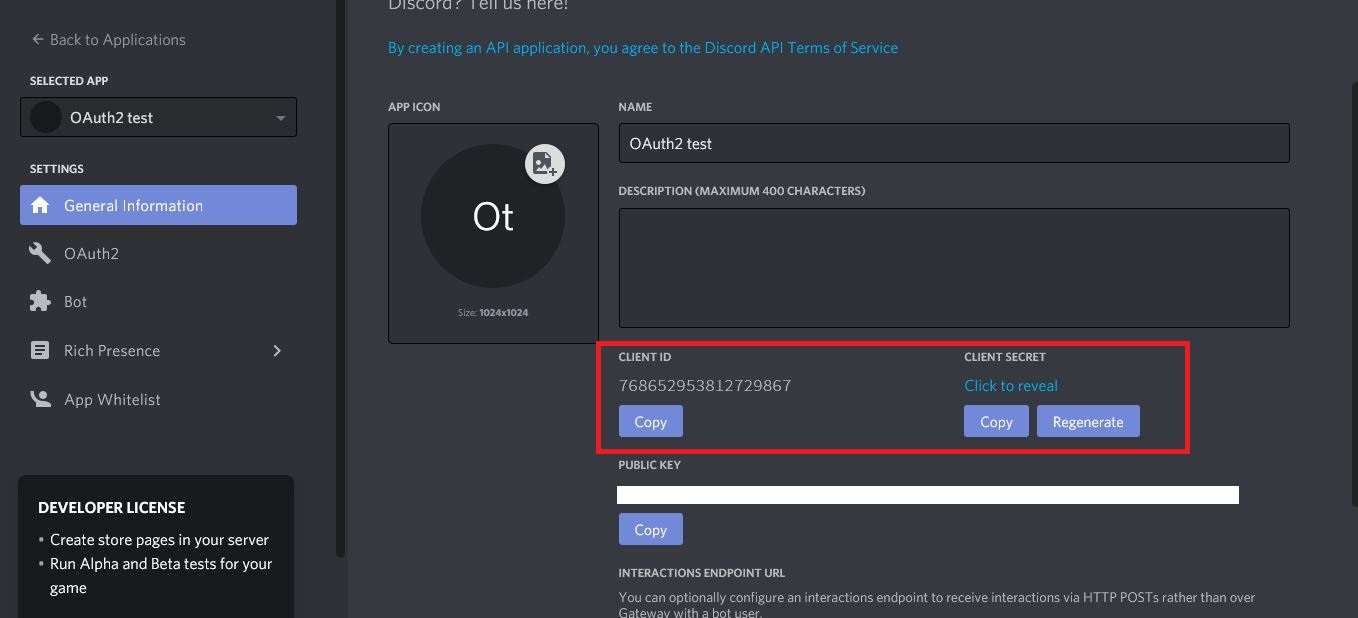 Discord? Tell us here!
← Back to Applications
By creating an API application, you agree to the Discord API Terms of Service
SELECTED APP
OAuth2 test
SETTINGS
General Information
OAuth2
Bot
Rich Presence
App Whitelist
DEVELOPER LICENSE
• Create store pages in your server
• Run Alpha and Beta tests for your
game
APP ICON
Ot
Size: 1024x1024
NAME
OAuth2 test
DESCRIPTION (MAXIMUM 400 CHARACTERS)
CLIENT ID
768652953812729867
Copy
CLIENT SECRET
Click to reveal
Copy
Regenerate
PUBLIC KEY
Copy
INTERACTIONS ENDPOINT URL
You can optionally configure an interactions endpoint to receive interactions via HTTP POSTs rather than over
Gateway with a bot user.